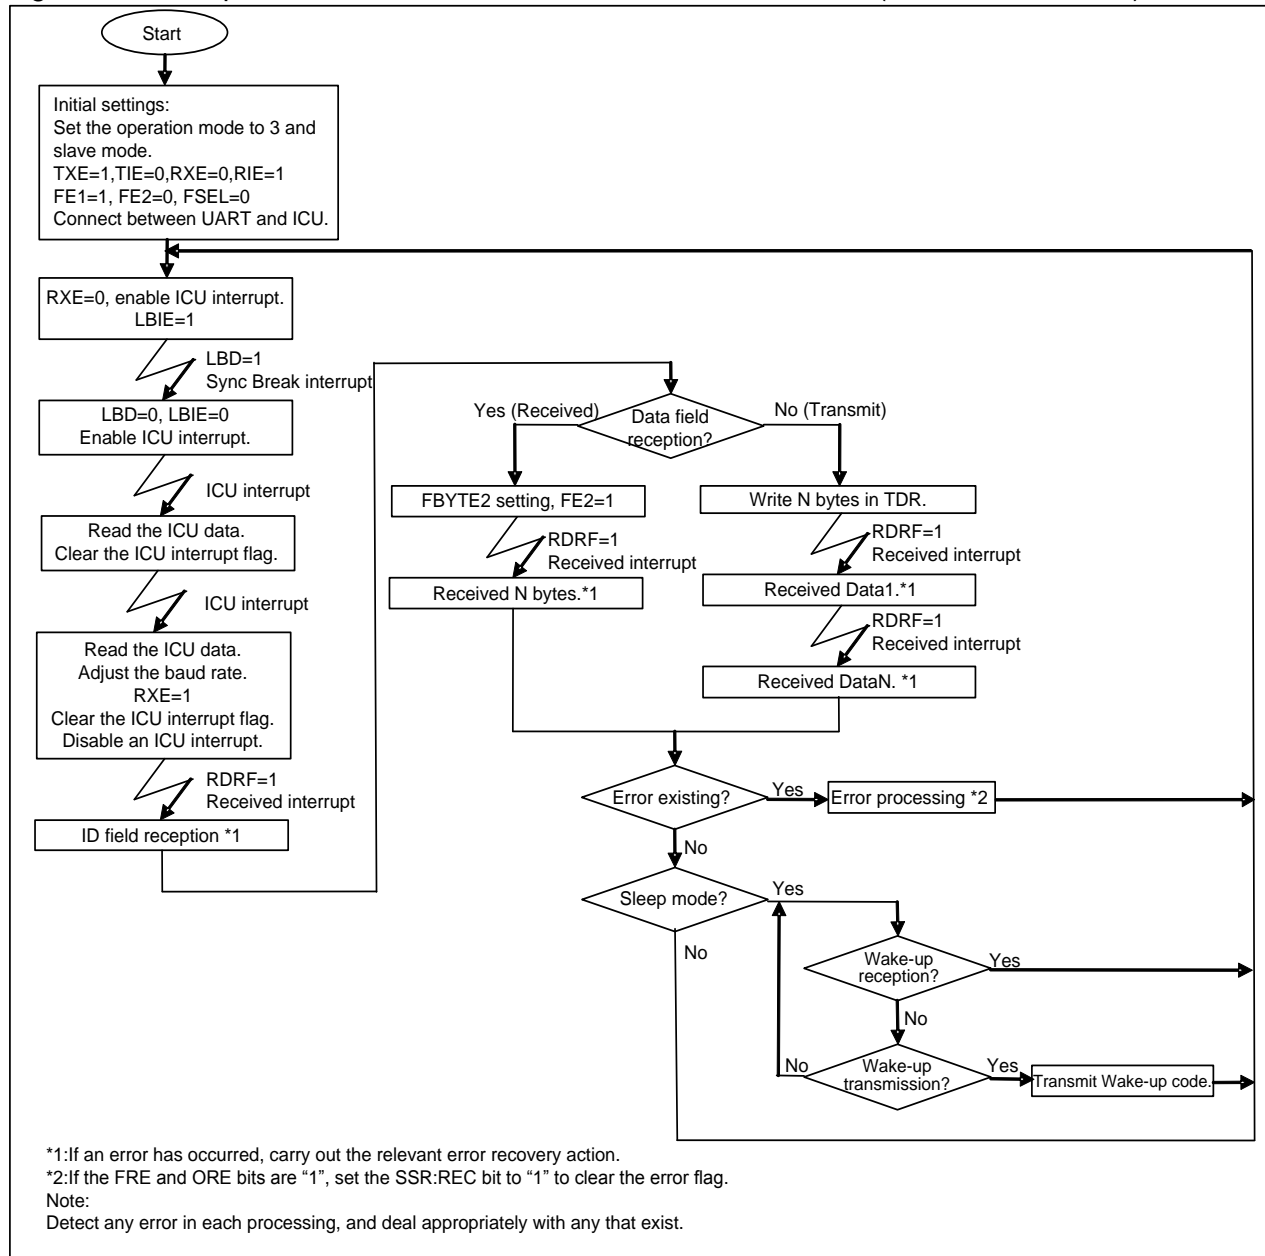 Start
Initial settings:
Set the operation mode to 3 and
slave mode.
TXE=1,TIE=0,RXE=0,RIE=1
FE1=1, FE2=0, FSEL=0
Connect between UART and ICU.
RXE=0, enable ICU interrupt.
LBIE=1
LBD=1
Sync Break interrupt
LBD=0, LBIE=0
Enable ICU interrupt.
ICU interrupt
Read the ICU data.
Clear the ICU interrupt flag.
ICU interrupt
Read the ICU data.
Adjust the baud rate.
RXE=1
Clear the ICU interrupt flag.
Disable an ICU interrupt.
RDRF=1
Received interrupt
ID field reception *1
Data field
reception?
Yes (Received)
No (Transmit)
FBYTE2 setting, FE2=1
RDRF=1
Received interrupt
Received N bytes.*1
Write N bytes in TDR.
RDRF=1
Received interrupt
Received Data1.*1
RDRF=1
Received interrupt
Received DataN. *1
Error existing?
Yes
Error processing *2
No
Sleep mode?
Yes
No
Wake-up
reception?
Yes
No
Wake-up
transmission?
No
Yes
Transmit Wake-up code.
*1:If an error has occurred, carry out the relevant error recovery action.
*2:If the FRE and ORE bits are “1”, set the SSR:REC bit to “1” to clear the error flag.
Note:
Detect any error in each processing, and deal appropriately with any that exist.